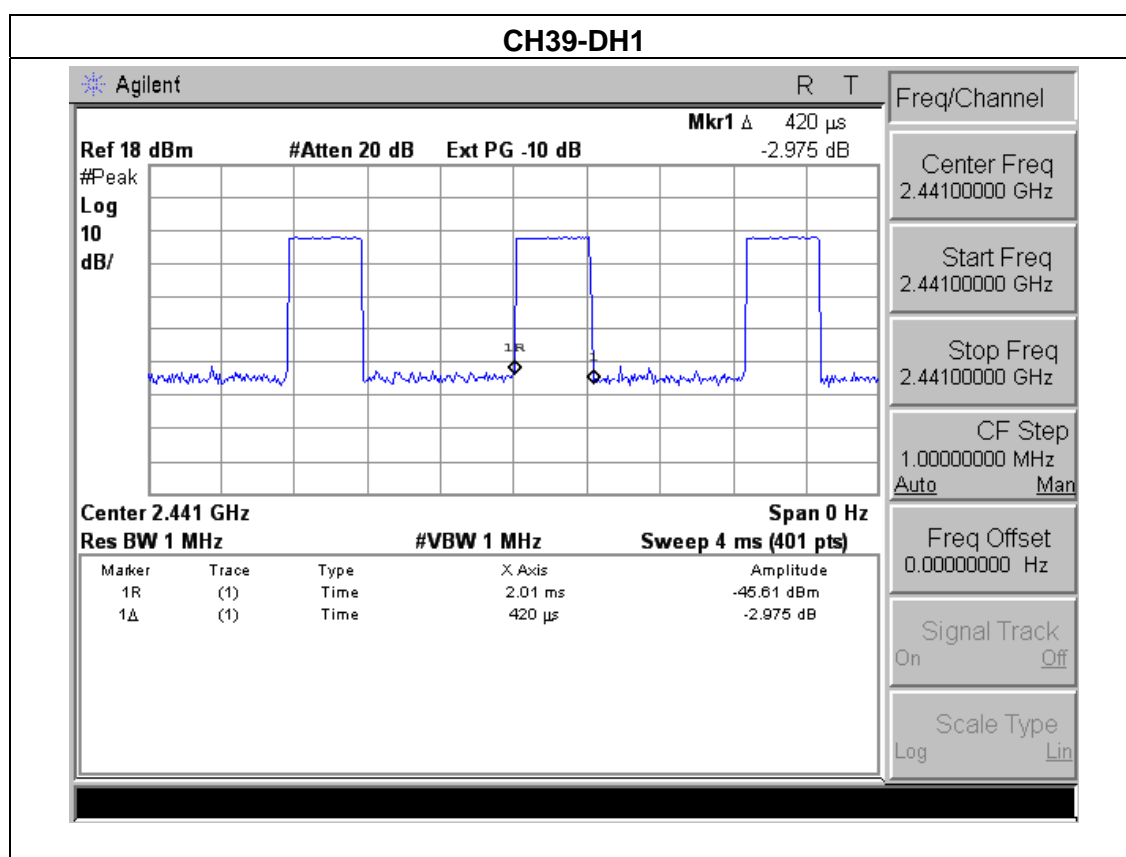 CH39-DH1
Agilent R T
Mkr1 Δ 420 μs
Ref 18 dBm #Atten 20 dB Ext PG -10 dB -2.975 dB
#Peak
Log
10
dB/
1R
1
Center 2.441 GHz Span 0 Hz
Res BW 1 MHz #VBW 1 MHz Sweep 4 ms (401 pts)
Marker Trace Type X Axis Amplitude
1R (1) Time 2.01 ms -45.61 dBm
1Δ (1) Time 420 μs -2.975 dB
Freq/Channel
Center Freq
2.44100000 GHz
Start Freq
2.44100000 GHz
Stop Freq
2.44100000 GHz
CF Step
1.00000000 MHz
Auto Man
Freq Offset
0.00000000 Hz
Signal Track
On Off
Scale Type
Log Lin